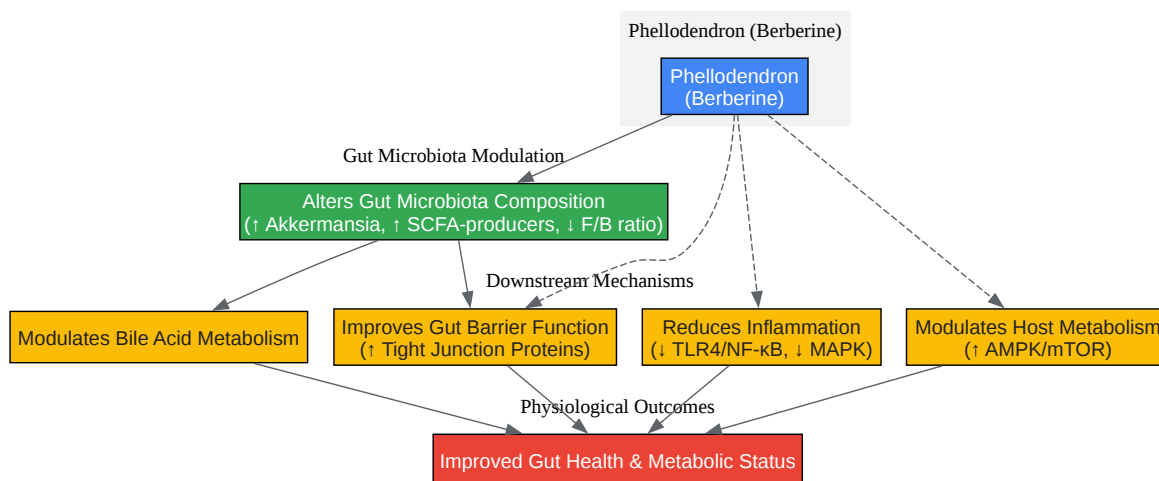 Phellodendron (Berberine)
Phellodendron
(Berberine)
Gut Microbiota Modulation
Alters Gut Microbiota Composition
(↑ Akkermansia, ↑ SCFA-producers, ↓ F/B ratio)
Downstream Mechanisms
Modulates Bile Acid Metabolism
Improves Gut Barrier Function
(↑ Tight Junction Proteins)
Reduces Inflammation
(↓ TLR4/NF-κB, ↓ MAPK)
Modulates Host Metabolism
(↑ AMPK/mTOR)
Physiological Outcomes
Improved Gut Health & Metabolic Status